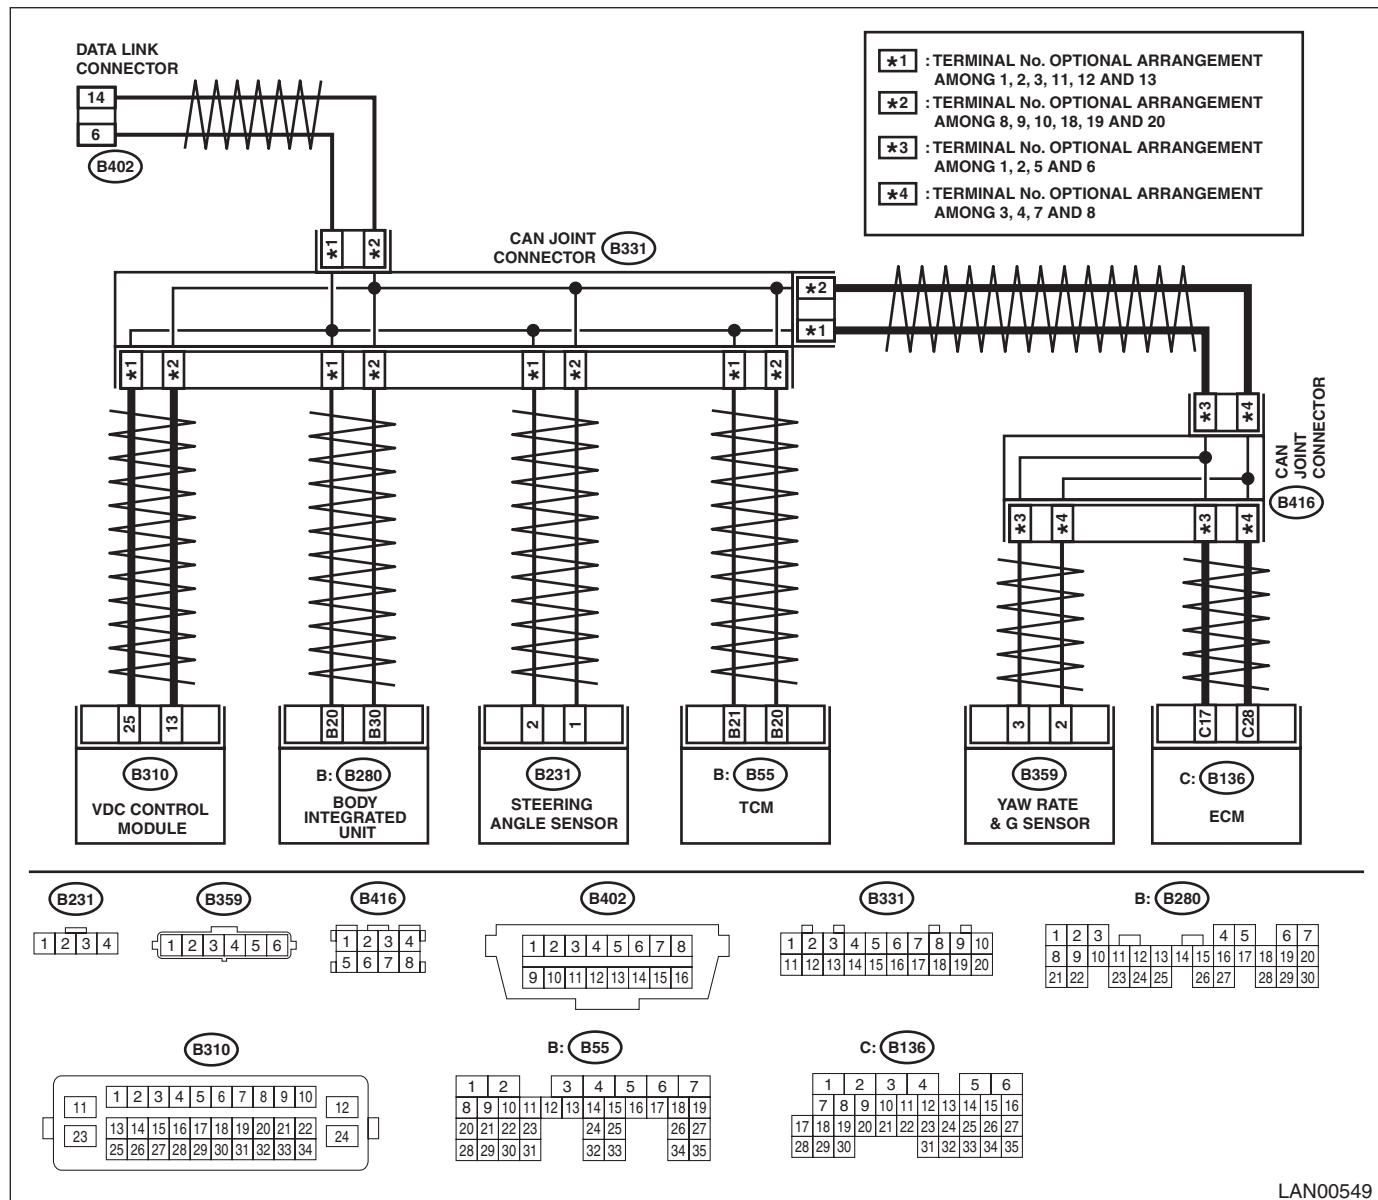 DATA LINK
CONNECTOR
14
6
B402
*1 : TERMINAL No. OPTIONAL ARRANGEMENT
AMONG 1, 2, 3, 11, 12 AND 13
*2 : TERMINAL No. OPTIONAL ARRANGEMENT
AMONG 8, 9, 10, 18, 19 AND 20
*3 : TERMINAL No. OPTIONAL ARRANGEMENT
AMONG 1, 2, 5 AND 6
*4 : TERMINAL No. OPTIONAL ARRANGEMENT
AMONG 3, 4, 7 AND 8
*1 *2
CAN JOINT
CONNECTOR B331
*2
*1
*1 *2 *1 *2 *1 *2 *1 *2
*3 *4
CAN
JOINT
CONNECTOR
B416
*3 *4 *3 *4
25 13 B20 B30 2 1 B21 B20 3 2 C17 C28
B310
VDC CONTROL
MODULE
B: B280
BODY
INTEGRATED
UNIT
B231
STEERING
ANGLE SENSOR
B: B55
TCM
B359
YAW RATE
& G SENSOR
C: B136
ECM
B231
1 2 3 4
B359
1 2 3 4 5 6
B416
1 2 3 4
5 6 7 8
B402
1 2 3 4 5 6 7 8
9 10 11 12 13 14 15 16
B331
1 2 3 4 5 6 7 8 9 10
11 12 13 14 15 16 17 18 19 20
B: B280
1 2 3 4 5 6 7
8 9 10 11 12 13 14 15 16 17 18 19 20
21 22 23 24 25 26 27 28 29 30
B310
11 1 2 3 4 5 6 7 8 9 10 12
23 13 14 15 16 17 18 19 20 21 22 24
25 26 27 28 29 30 31 32 33 34
B: B55
1 2 3 4 5 6 7
8 9 10 11 12 13 14 15 16 17 18 19
20 21 22 23 24 25 26 27
28 29 30 31 32 33 34 35
C: B136
1 2 3 4 5 6
7 8 9 10 11 12 13 14 15 16
17 18 19 20 21 22 23 24 25 26 27
28 29 30 31 32 33 34 35
LAN00549